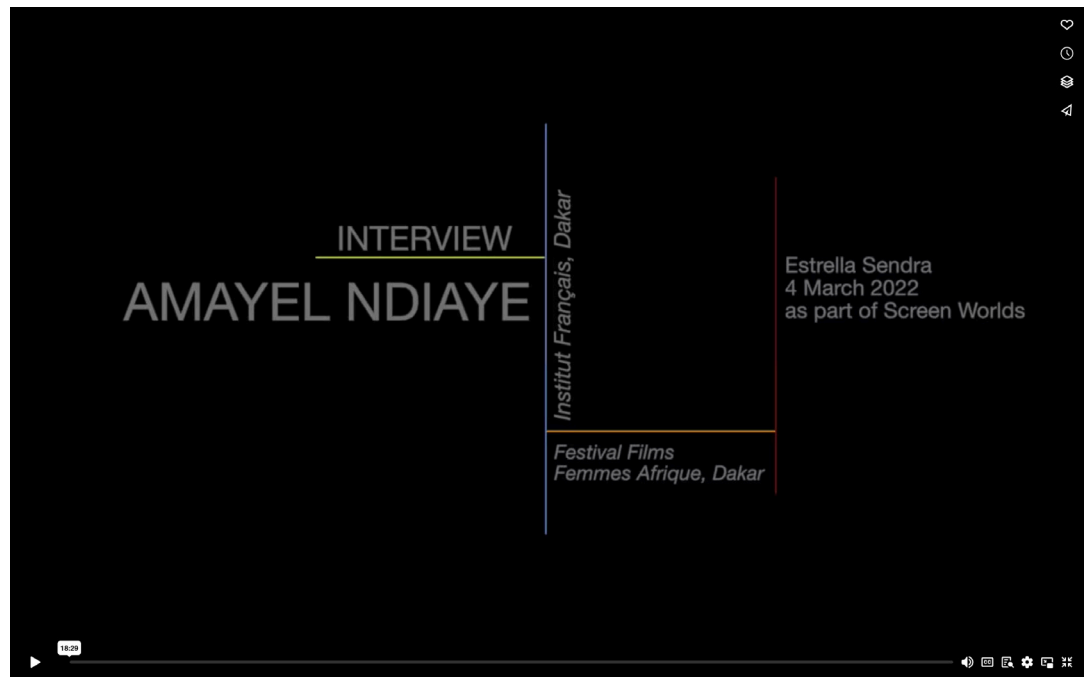 INTERVIEW
AMAYEL NDIAYE
Institut Français, Dakar
Festival Films
Femmes Afrique, Dakar
Estrella Sendra
4 March 2022
as part of Screen Worlds
18:29
CC